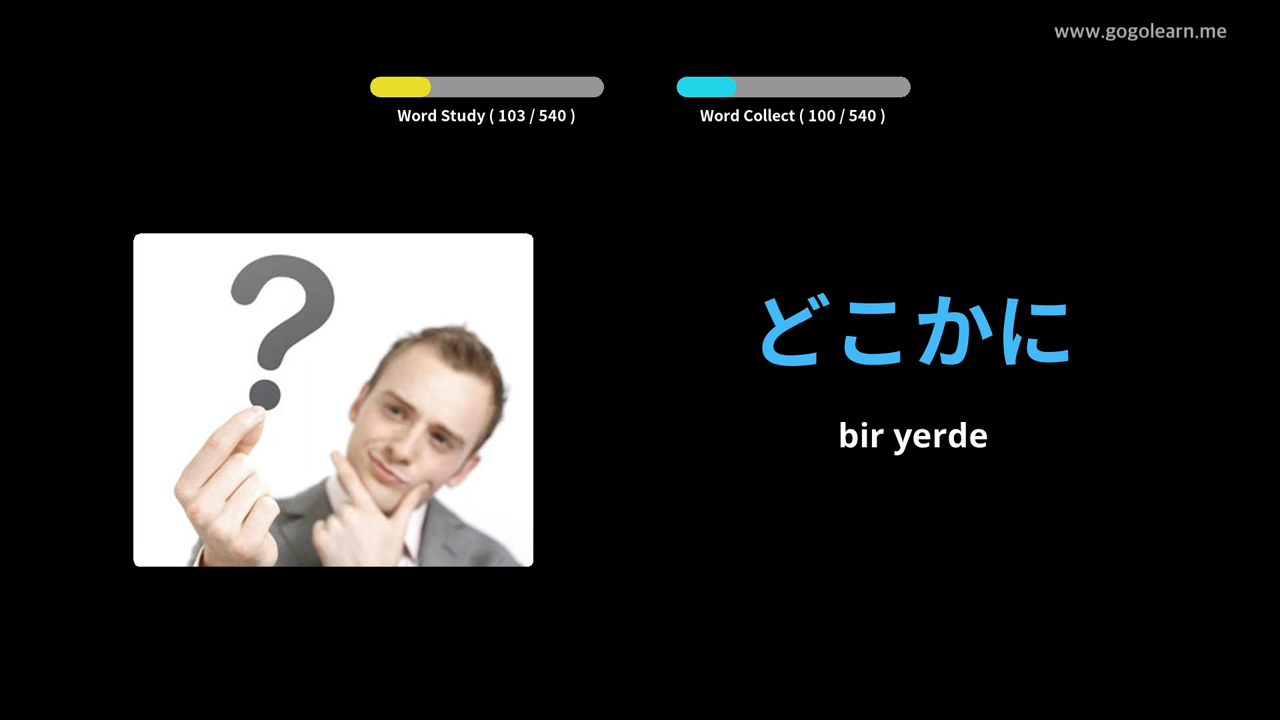 www.gogolearn.me
Word Study ( 103 / 540 )
Word Collect ( 100 / 540 )
どこかに
bir yerde